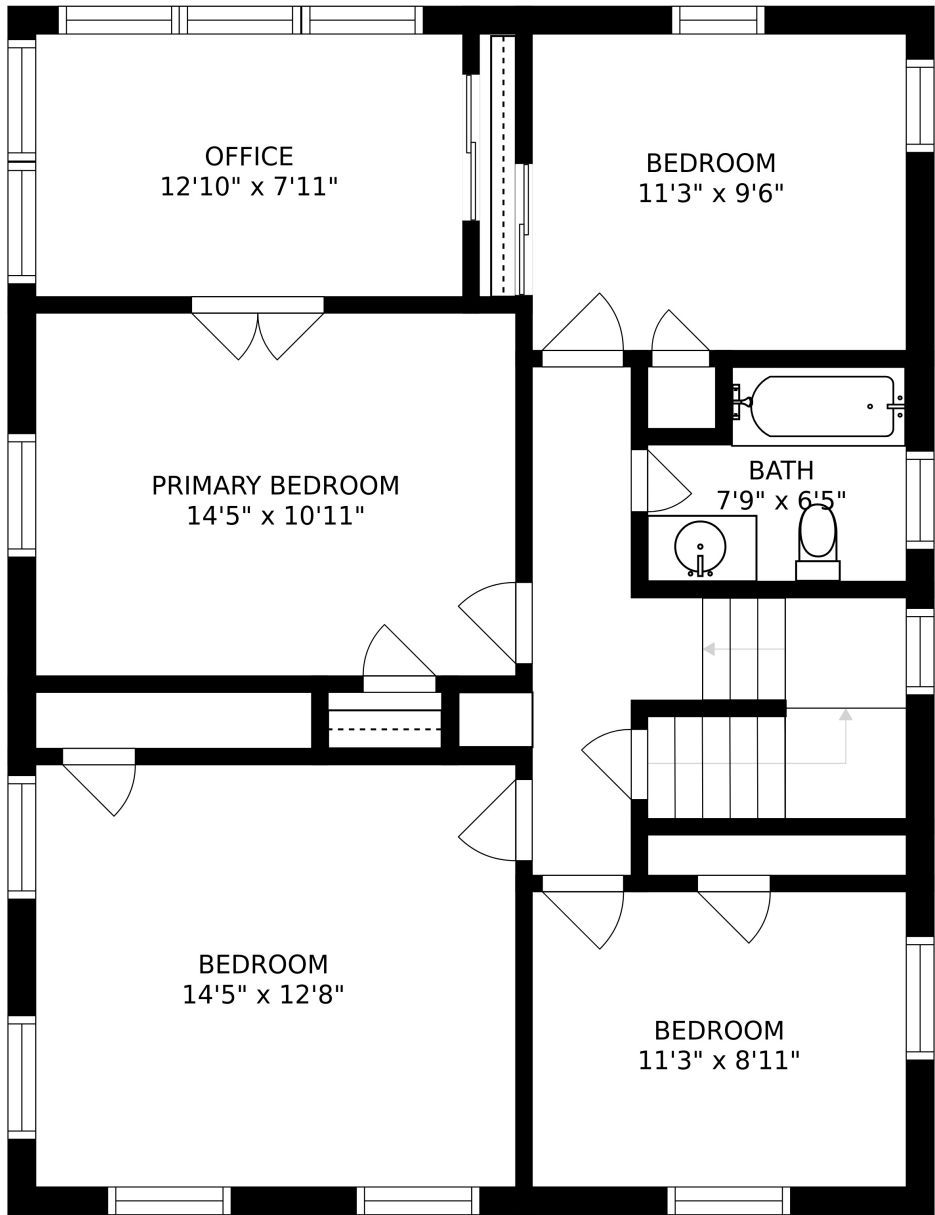 OFFICE
12'10" x 7'11"
BEDROOM
11'3" x 9'6"
PRIMARY BEDROOM
14'5" x 10'11"
BATH
7'9" x 6'5"
BEDROOM
14'5" x 12'8"
BEDROOM
11'3" x 8'11"